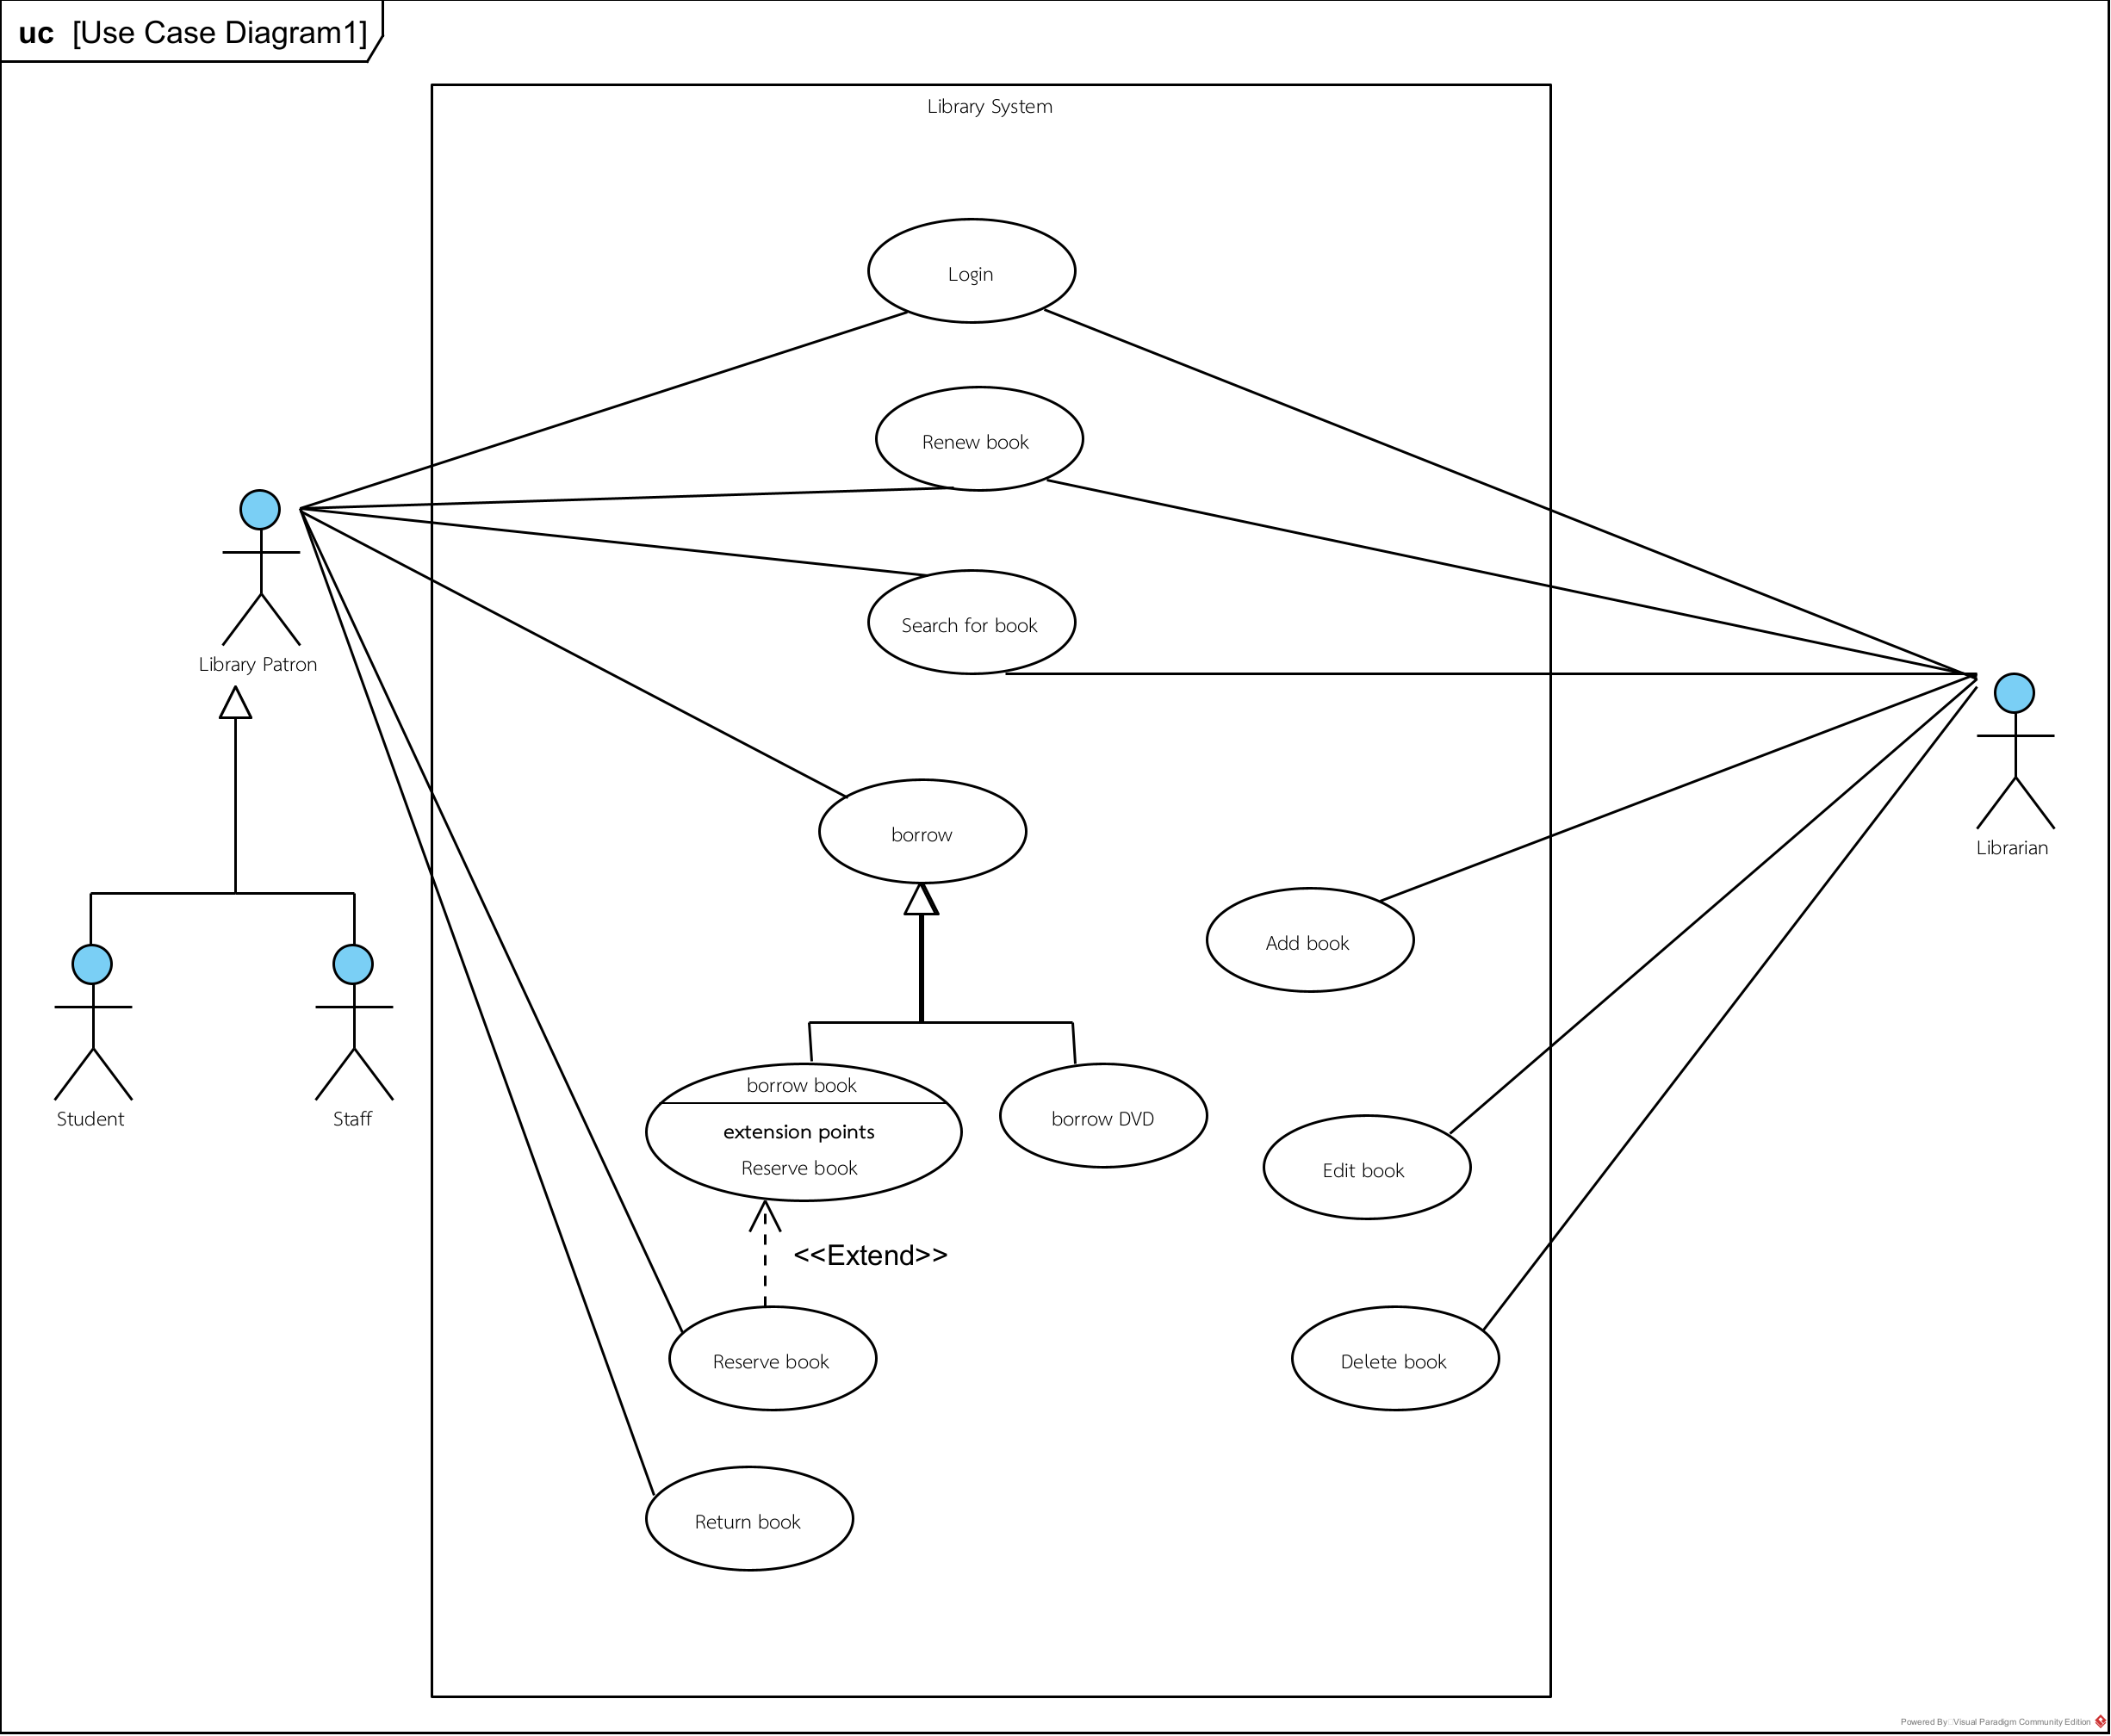 uc [Use Case Diagram1]
Library System
Login
Renew book
Search for book
Library Patron
borrow
Librarian
Add book
borrow book
extension points
Reserve book
borrow DVD
Student
Staff
Edit book
<<Extend>>
Reserve book
Delete book
Return book
Powered By: Visual Paradigm Community Edition